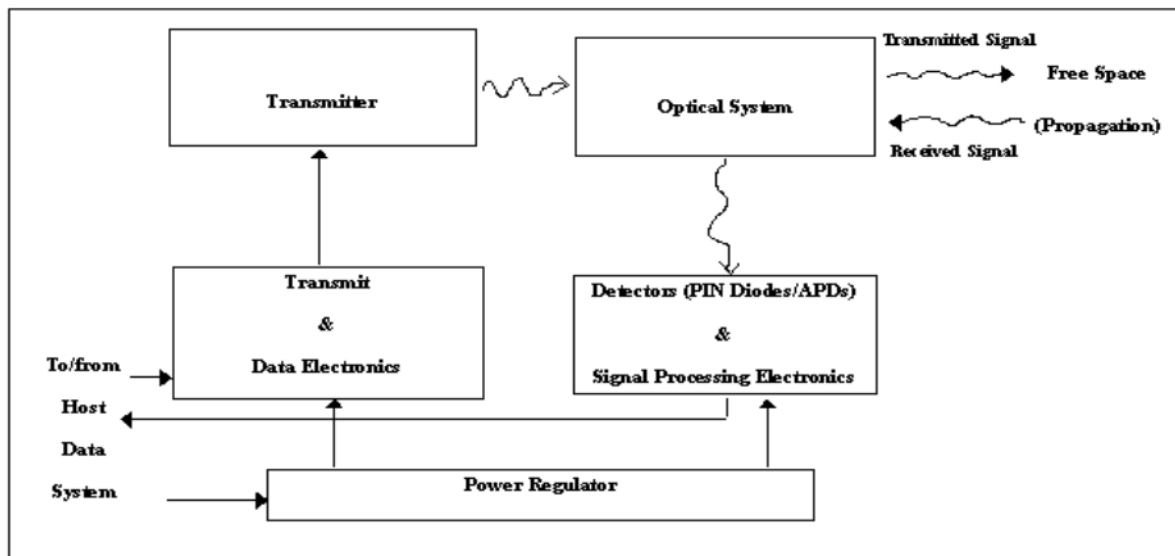 Transmitted Signal
Transmitter
Optical System
Free Space
(Propagation)
Received Signal
Transmit
&
Data Electronics
Detectors (PIN Diodes/APDs)
&
Signal Processing Electronics
To/from
Host
Data
System
Power Regulator